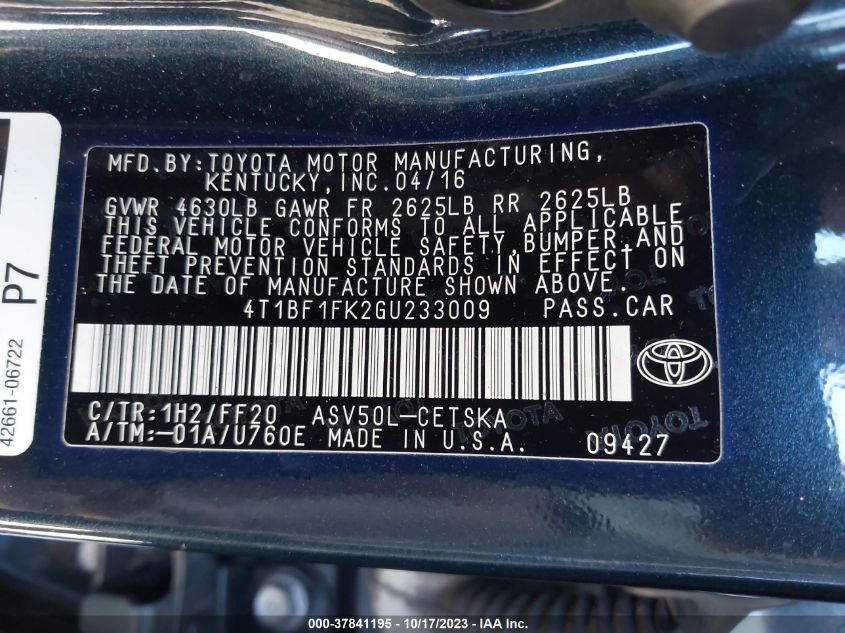 MFD. BY: TOYOTA MOTOR MANUFACTURING,
KENTUCKY, INC. 04/16
GVWR 4630LB GAWR FR 2625LB RR 2625LB
THIS VEHICLE CONFORMS TO ALL APPLICABLE
FEDERAL MOTOR VEHICLE SAFETY, BUMPER, AND
THEFT PREVENTION STANDARDS IN EFFECT ON
THE DATE OF MANUFACTURE SHOWN ABOVE.
4T1BF1FK2GU233009 PASS. CAR
C/TR: 1H2/FF20 ASV50L-CETSKA
A/TM: -01A/U760E MADE IN U.S.A. 09427
TOYOTA
P7
42661-06722
000-37841195 - 10/17/2023 - IAAI.com